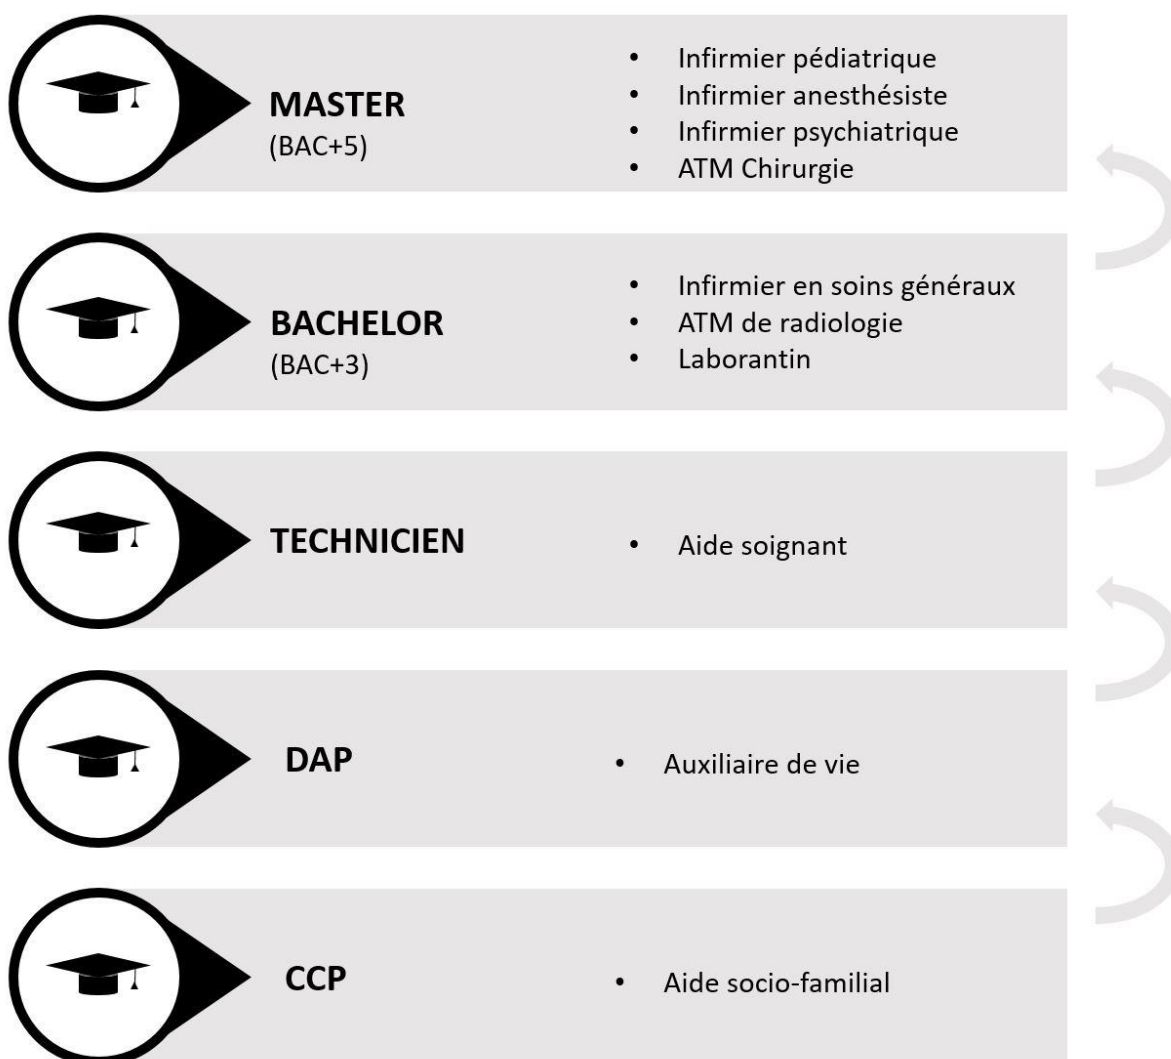 MASTER
(BAC+5)
• Infirmier pédiatrique
• Infirmier anesthésiste
• Infirmier psychiatrique
• ATM Chirurgie
BACHELOR
(BAC+3)
• Infirmier en soins généraux
• ATM de radiologie
• Laborantin
TECHNICIEN
• Aide soignant
DAP
• Auxiliaire de vie
CCP
• Aide socio-familial